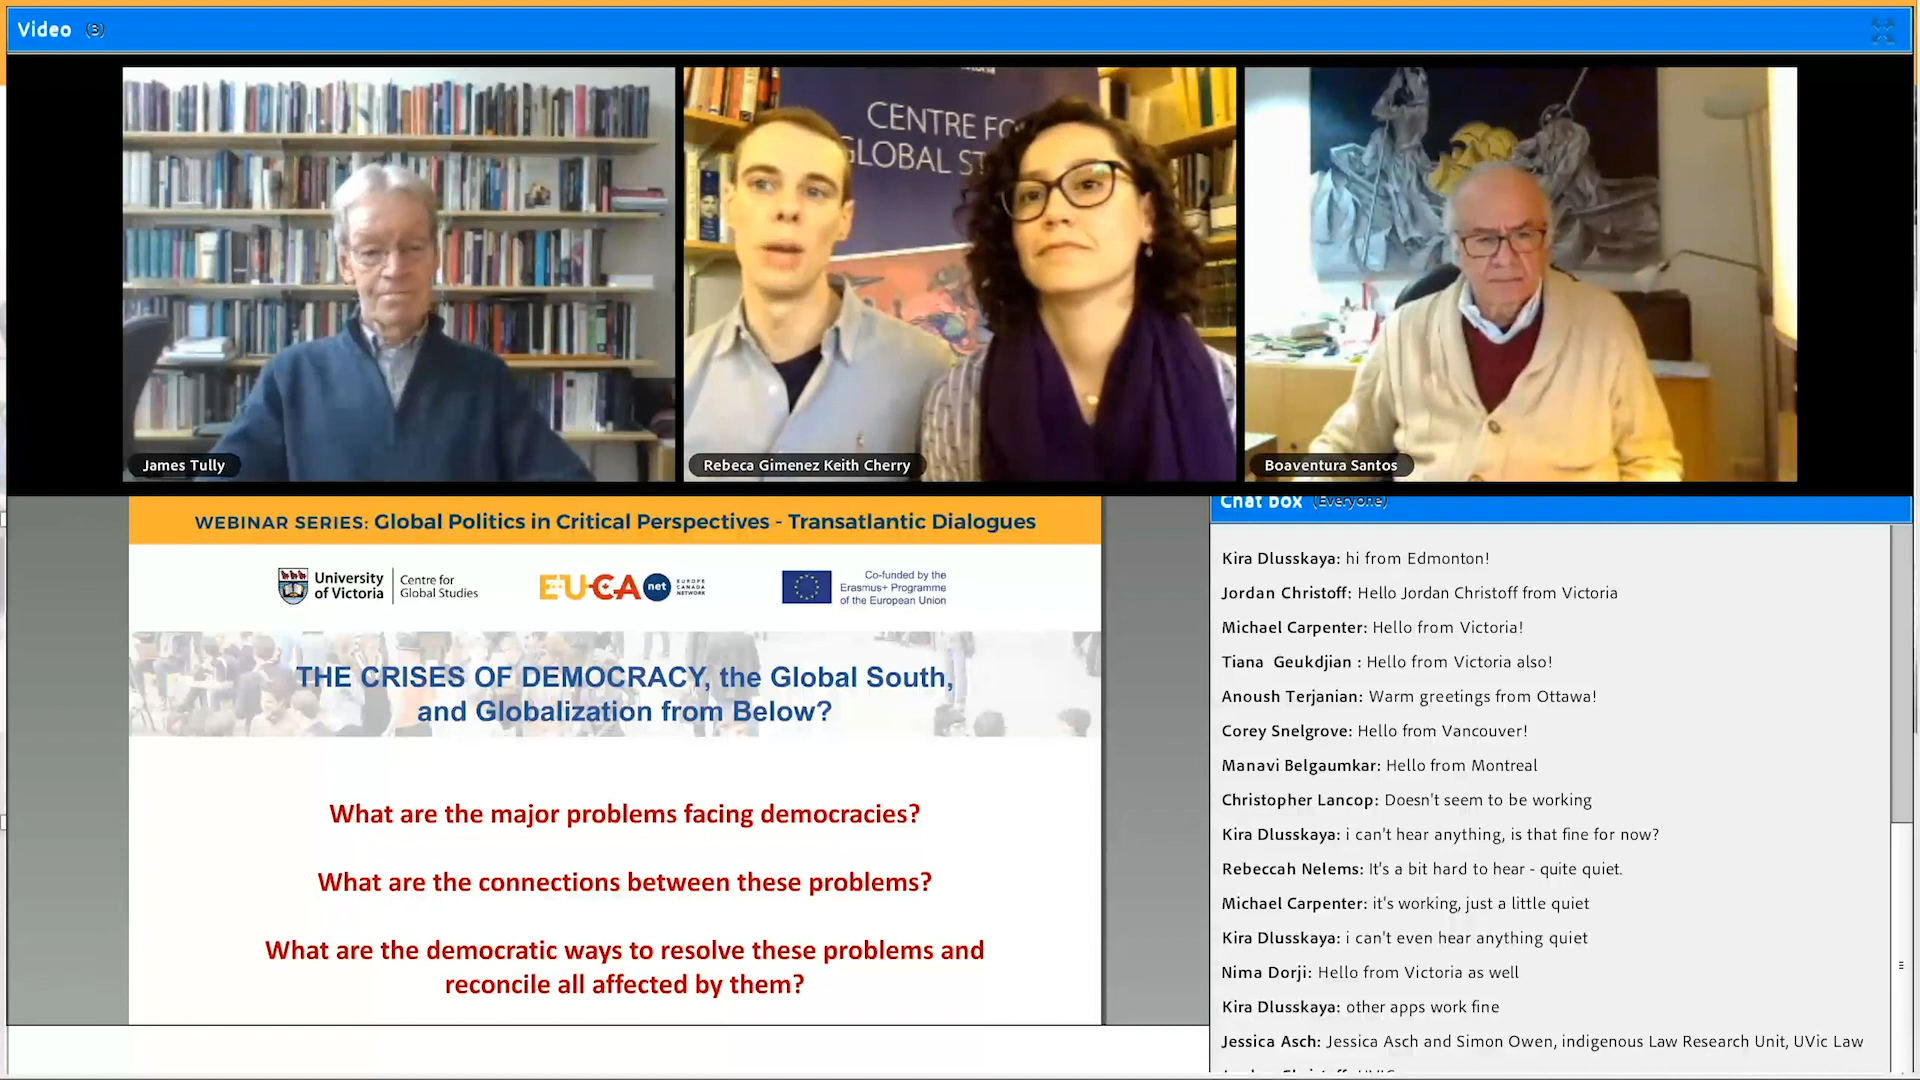 Video (3)
CENTRE FO
GLOBAL ST
James Tully
Rebeca Gimenez Keith Cherry
Boaventura Santos
WEBINAR SERIES: Global Politics in Critical Perspectives - Transatlantic Dialogues
University
of Victoria
Centre for
Global Studies
EU-CA net
EUROPE
CANADA
NETWORK
Co-funded by the
Erasmus+ Programme
of the European Union
THE CRISES OF DEMOCRACY, the Global South,
and Globalization from Below?
What are the major problems facing democracies?
What are the connections between these problems?
What are the democratic ways to resolve these problems and
reconcile all affected by them?
Chat box (Everyone)
Kira Dlusskaya: hi from Edmonton!
Jordan Christoff: Hello Jordan Christoff from Victoria
Michael Carpenter: Hello from Victoria!
Tiana Geukdjian : Hello from Victoria also!
Anoush Terjanian: Warm greetings from Ottawa!
Corey Snelgrove: Hello from Vancouver!
Manavi Belgaumkar: Hello from Montreal
Christopher Lancop: Doesn't seem to be working
Kira Dlusskaya: i can't hear anything, is that fine for now?
Rebeccah Nelems: It's a bit hard to hear - quite quiet.
Michael Carpenter: it's working, just a little quiet
Kira Dlusskaya: i can't even hear anything quiet
Nima Dorji: Hello from Victoria as well
Kira Dlusskaya: other apps work fine
Jessica Asch: Jessica Asch and Simon Owen, indigenous Law Research Unit, UVic Law